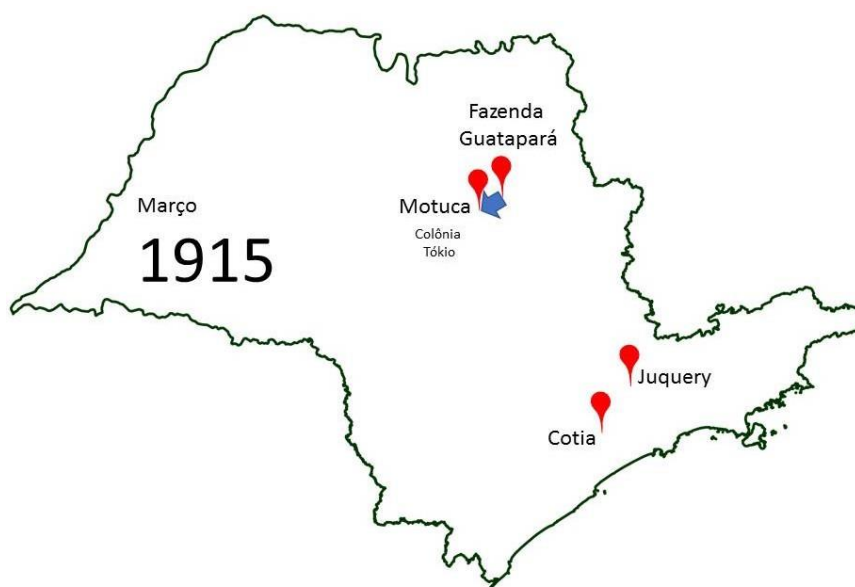 Fazenda
Guatapará
Março
1915
Motuca
Colônia
Tókio
Juquery
Cotia